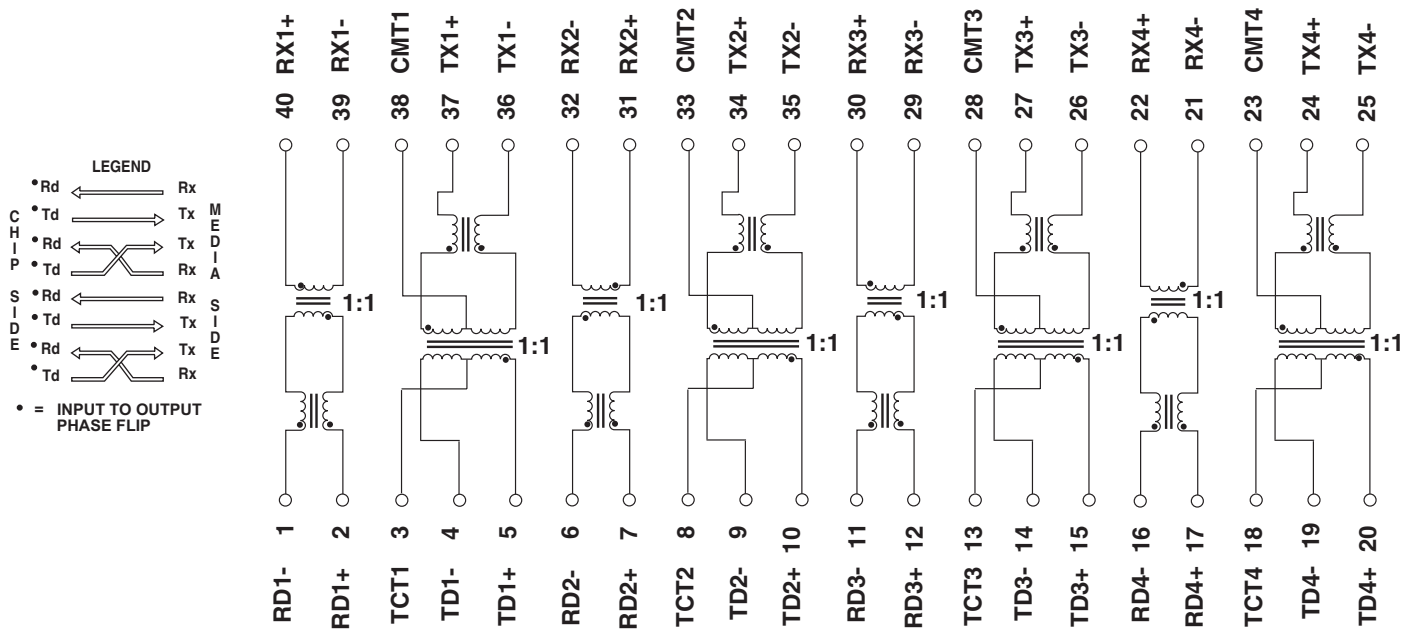 RX1+ RX1- CMT1 TX1+ TX1- RX2- RX2+ CMT2 TX2+ TX2- RX3+ RX3- CMT3 TX3+ TX3- RX4+ RX4- CMT4 TX4+ TX4-
40 39 38 37 36 32 31 33 34 35 30 29 28 27 26 22 21 23 24 25
LEGEND
CHIP SIDE
MEDIA SIDE
• Rd Rx
• Td Tx
• Rd Tx
• Td Rx
• Rd Rx
• Td Tx
• Rd Tx
• Td Rx
• = INPUT TO OUTPUT
PHASE FLIP
1:1 1:1 1:1 1:1 1:1 1:1 1:1 1:1
1 2 3 4 5 6 7 8 9 10 11 12 13 14 15 16 17 18 19 20
RD1- RD1+ TCT1 TD1- TD1+ RD2- RD2+ TCT2 TD2- TD2+ RD3- RD3+ TCT3 TD3- TD3+ RD4- RD4+ TCT4 TD4- TD4+